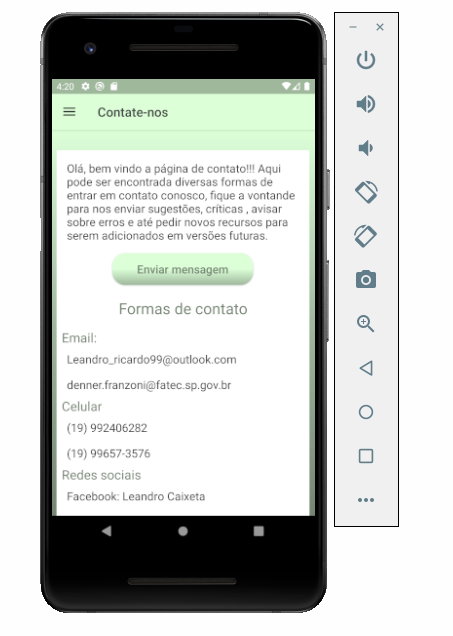 4:20
Contate-nos
Olá, bem vindo a página de contato!!! Aqui
pode ser encontrada diversas formas de
entrar em contato conosco, fique a vontande
para nos enviar sugestões, críticas , avisar
sobre erros e até pedir novos recursos para
serem adicionados em versões futuras.
Enviar mensagem
Formas de contato
Email:
Leandro_ricardo99@outlook.com
denner.franzoni@fatec.sp.gov.br
Celular
(19) 992406282
(19) 99657-3576
Redes sociais
Facebook: Leandro Caixeta